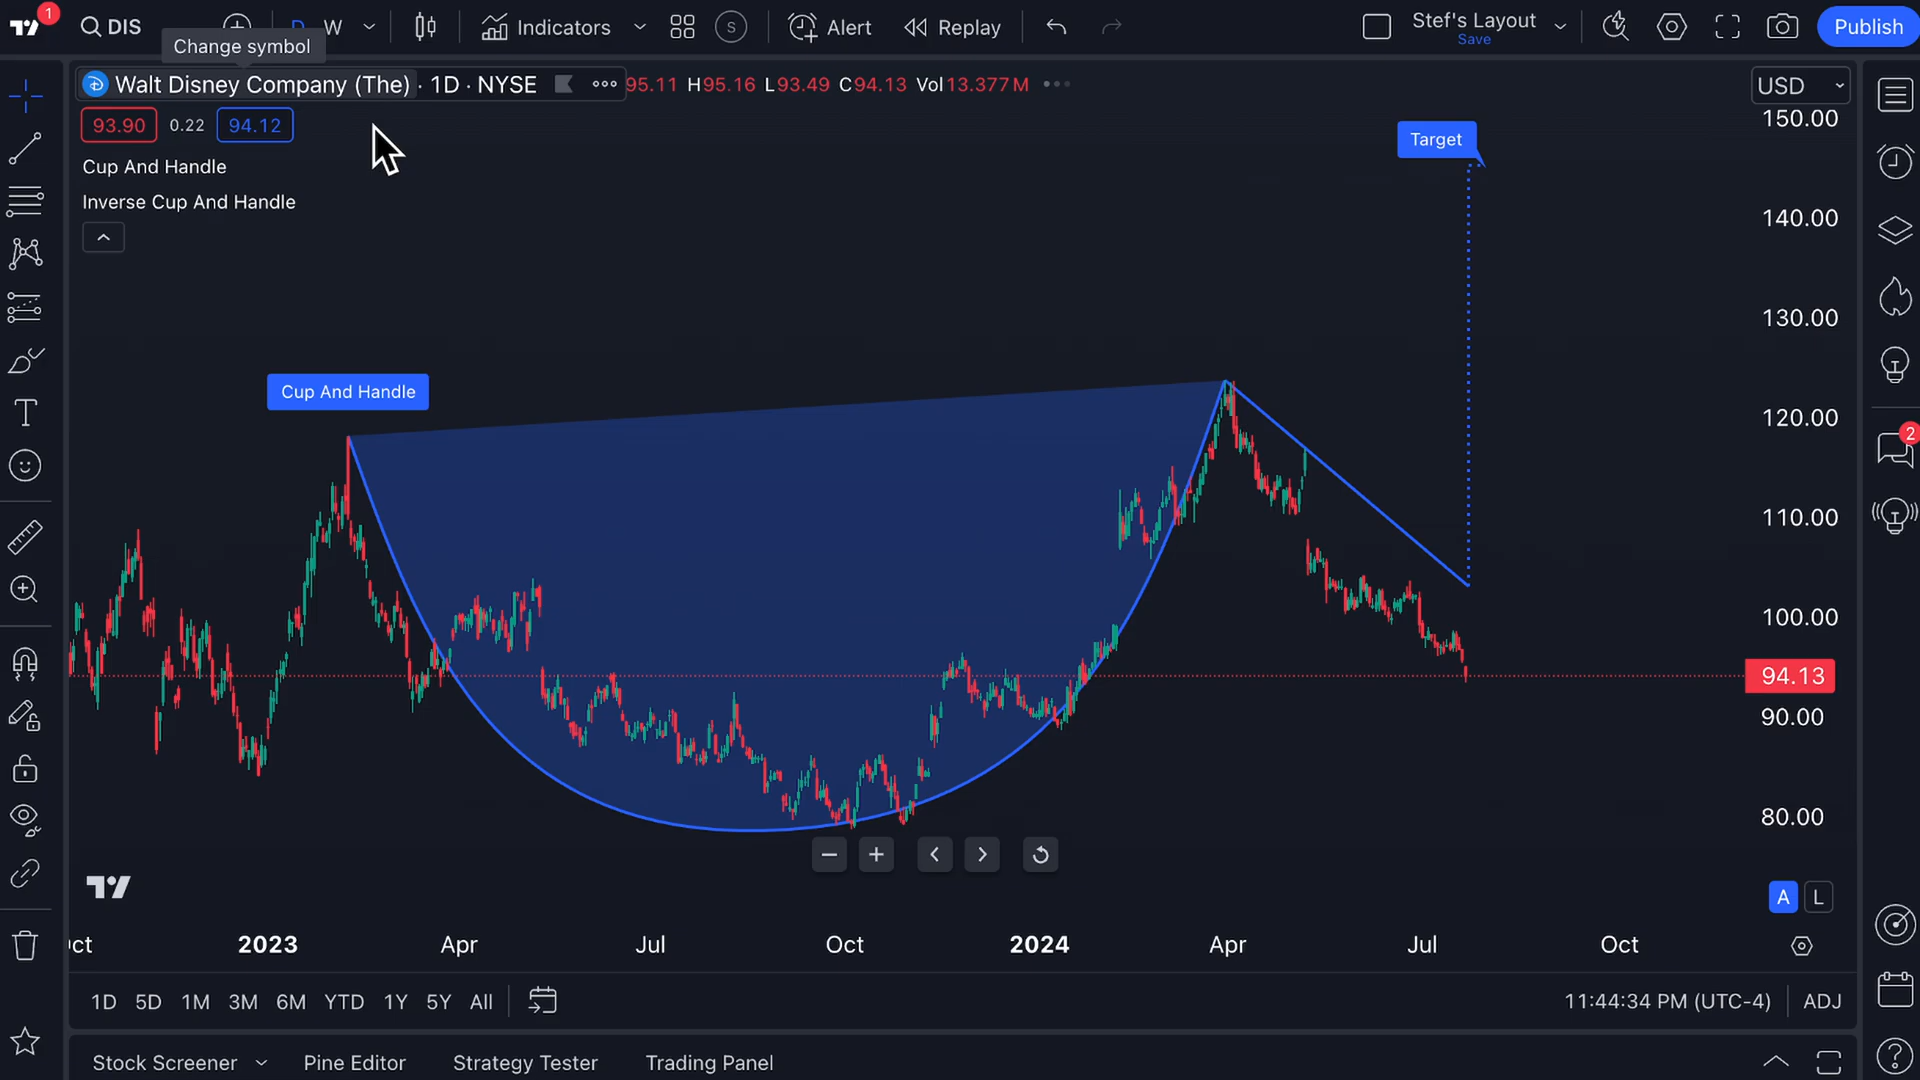 1
DIS
D
W
Indicators
S
Alert
Replay
Stef's Layout
Save
Publish
Change symbol
Walt Disney Company (The) · 1D · NYSE
95.11 H95.16 L93.49 C94.13 Vol13.377 M
USD
93.90
0.22
94.12
Cup And Handle
Inverse Cup And Handle
Target
Cup And Handle
150.00
140.00
130.00
120.00
110.00
100.00
94.13
90.00
80.00
2
A
L
2023
Apr
Jul
Oct
2024
Apr
Jul
Oct
1D
5D
1M
3M
6M
YTD
1Y
5Y
All
11:44:34 PM (UTC-4)
ADJ
Stock Screener
Pine Editor
Strategy Tester
Trading Panel